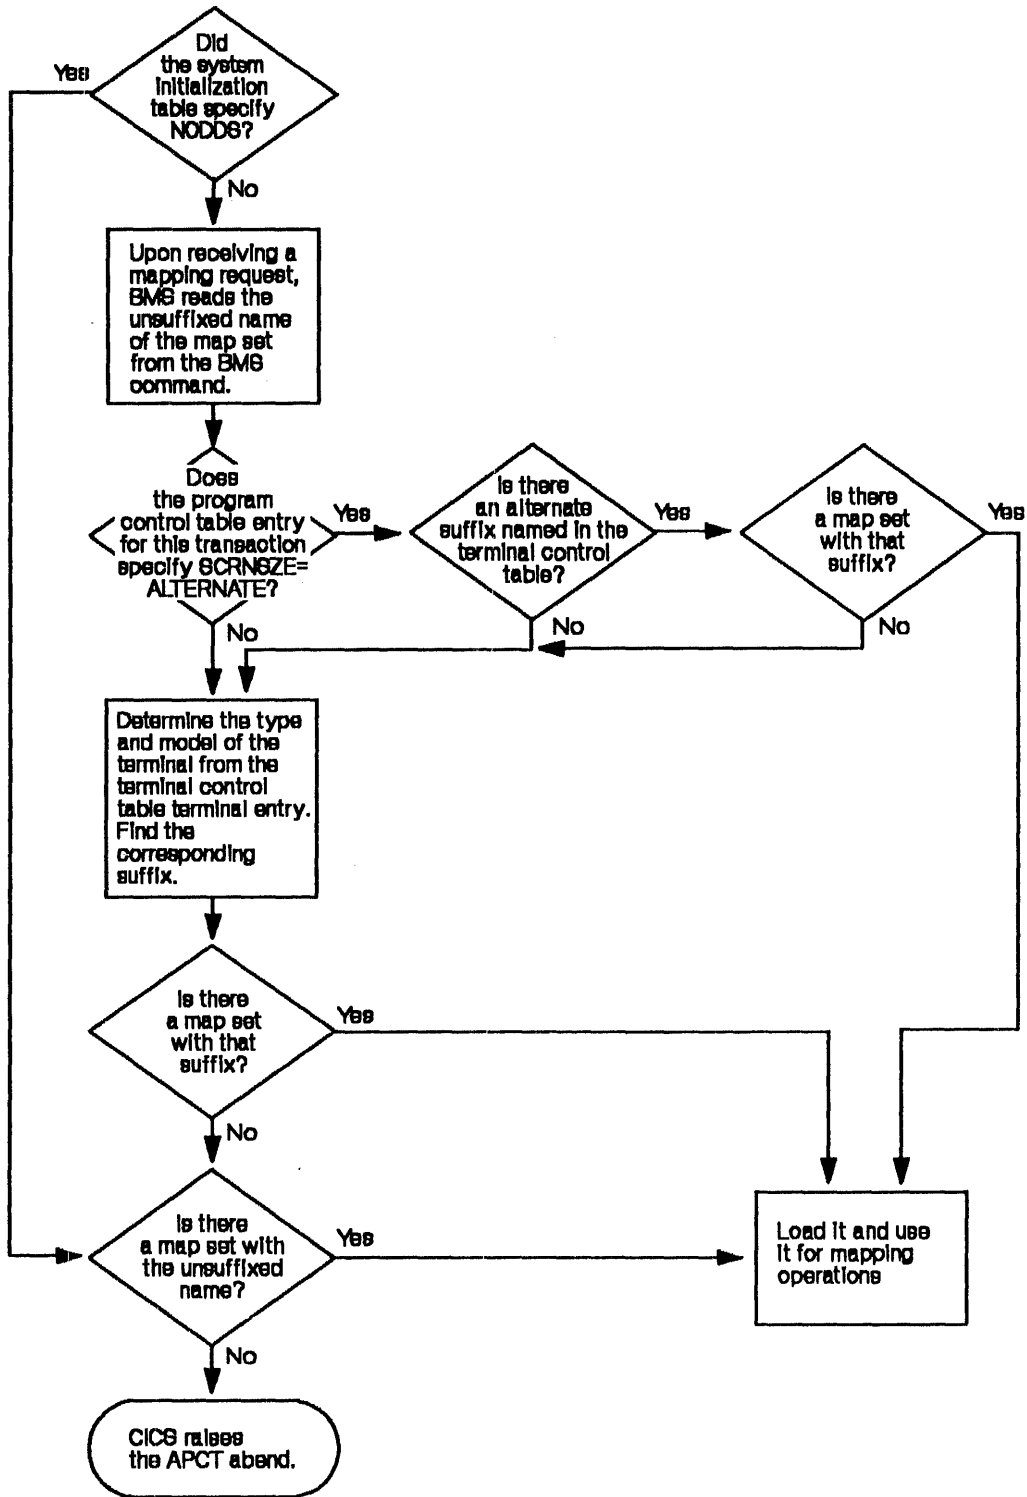 Did
the system
initialization
table specify
NODDS?
Yes
No
Upon receiving a
mapping request,
BMS reads the
unsuffixed name
of the map set
from the BMS
command.
Does
the program
control table entry
for this transaction
specify SCRNSZE=
ALTERNATE?
Yes
No
Is there
an alternate
suffix named in the
terminal control
table?
Yes
No
Is there
a map set
with that
suffix?
Yes
No
Determine the type
and model of the
terminal from the
terminal control
table terminal entry.
Find the
corresponding
suffix.
Is there
a map set
with that
suffix?
Yes
No
Is there
a map set with
the unsuffixed
name?
Yes
No
Load it and use
it for mapping
operations
CICS raises
the APCT abend.